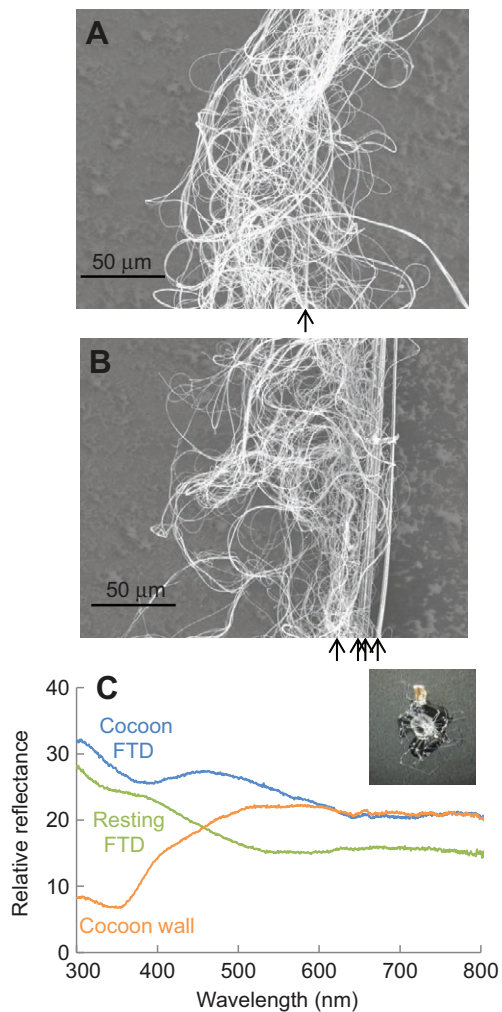 A
50 μm
B
50 μm
C
40
30
20
10
0
Cocoon
FTD
Resting
FTD
Cocoon wall
Relative reflectance
300
400
500
600
700
800
Wavelength (nm)